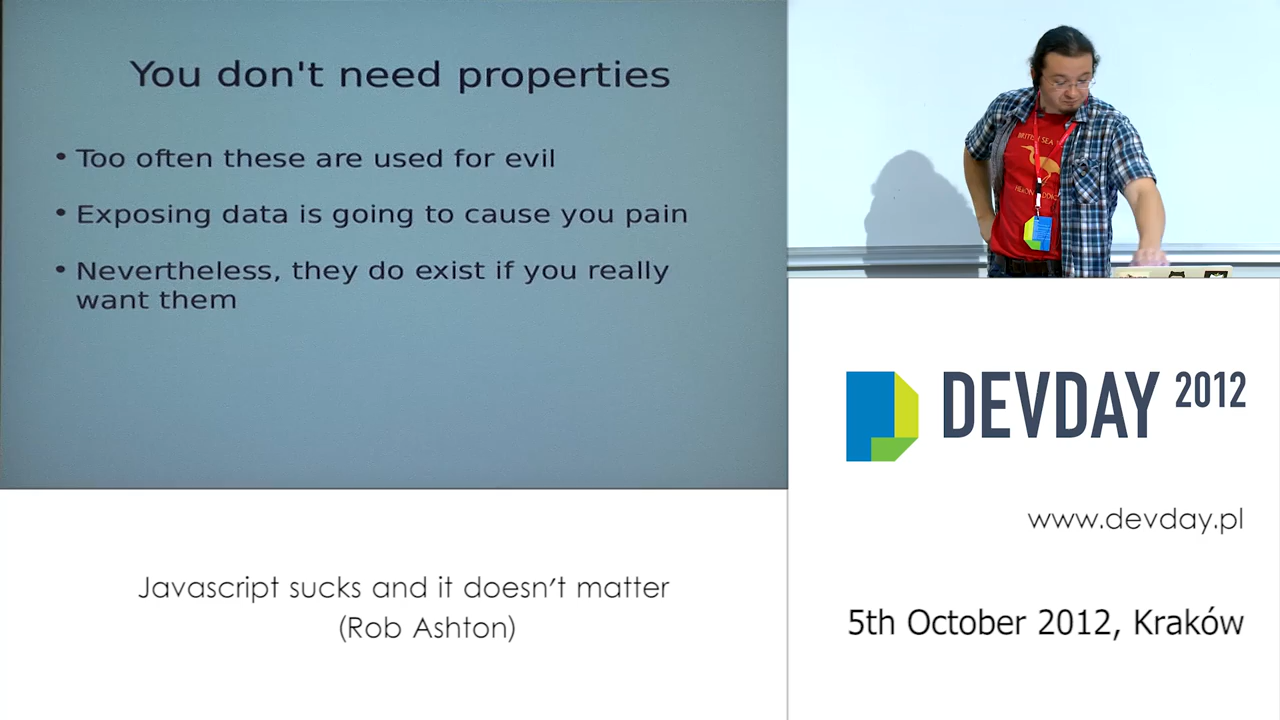 You don't need properties
• Too often these are used for evil
• Exposing data is going to cause you pain
• Nevertheless, they do exist if you really
want them
BRITISH SEA
DEVDAY 2012
www.devday.pl
Javascript sucks and it doesn't matter
(Rob Ashton)
5th October 2012, Kraków